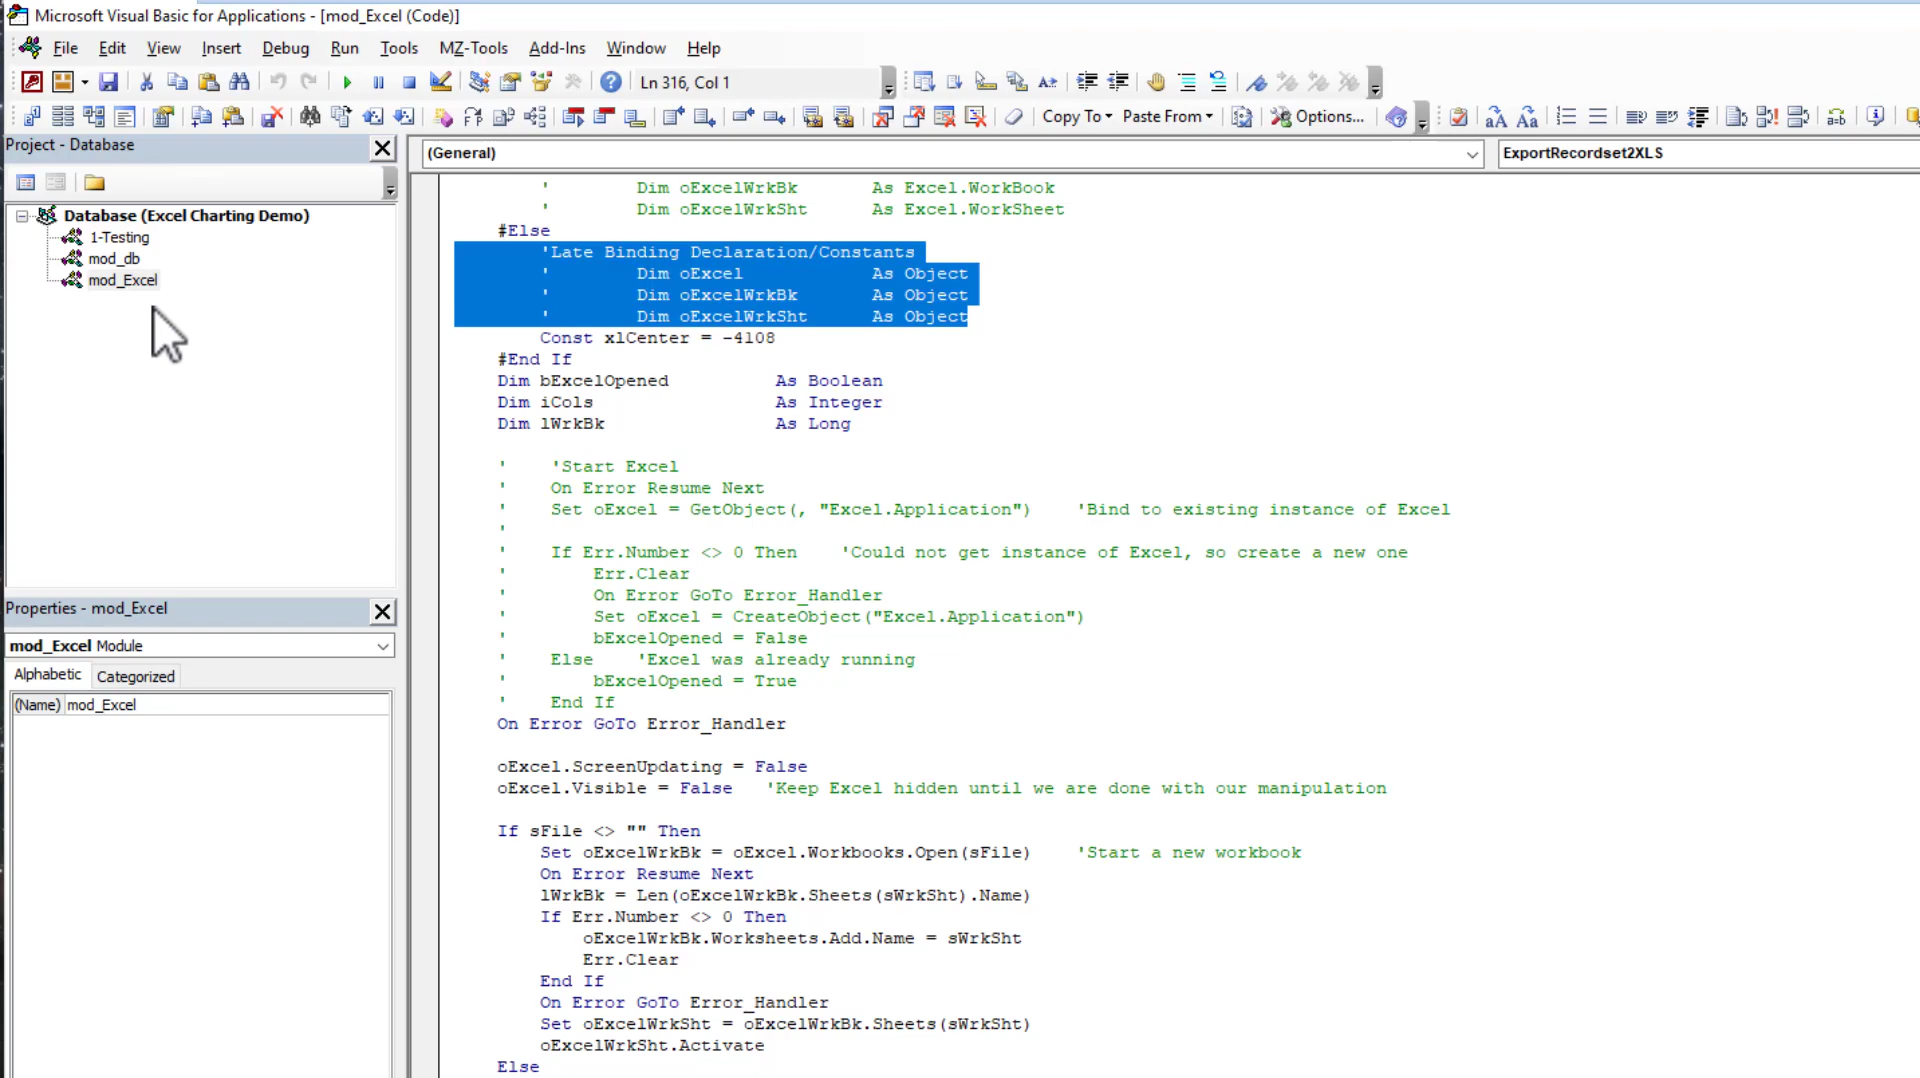 Microsoft Visual Basic for Applications - [mod_Excel (Code)]
File Edit View Insert Debug Run Tools MZ-Tools Add-Ins Window Help
Ln 316, Col 1
Copy To Paste From Options...
Project - Database
(General) ExportRecordset2XLS
Database (Excel Charting Demo)
1-Testing
mod_db
mod_Excel
Properties - mod_Excel
mod_Excel Module
Alphabetic Categorized
(Name) mod_Excel
' Dim oExcelWrkBk As Excel.WorkBook
' Dim oExcelWrkSht As Excel.WorkSheet
#Else
'Late Binding Declaration/Constants
' Dim oExcel As Object
' Dim oExcelWrkBk As Object
' Dim oExcelWrkSht As Object
Const xlCenter = -4108
#End If
Dim bExcelOpened As Boolean
Dim iCols As Integer
Dim lWrkBk As Long
' 'Start Excel
' On Error Resume Next
' Set oExcel = GetObject(, "Excel.Application") 'Bind to existing instance of Excel
'
' If Err.Number <> 0 Then 'Could not get instance of Excel, so create a new one
' Err.Clear
' On Error GoTo Error_Handler
' Set oExcel = CreateObject("Excel.Application")
' bExcelOpened = False
' Else 'Excel was already running
' bExcelOpened = True
' End If
On Error GoTo Error_Handler
oExcel.ScreenUpdating = False
oExcel.Visible = False 'Keep Excel hidden until we are done with our manipulation
If sFile <> "" Then
Set oExcelWrkBk = oExcel.Workbooks.Open(sFile) 'Start a new workbook
On Error Resume Next
lWrkBk = Len(oExcelWrkBk.Sheets(sWrkSht).Name)
If Err.Number <> 0 Then
oExcelWrkBk.Worksheets.Add.Name = sWrkSht
Err.Clear
End If
On Error GoTo Error_Handler
Set oExcelWrkSht = oExcelWrkBk.Sheets(sWrkSht)
oExcelWrkSht.Activate
Else